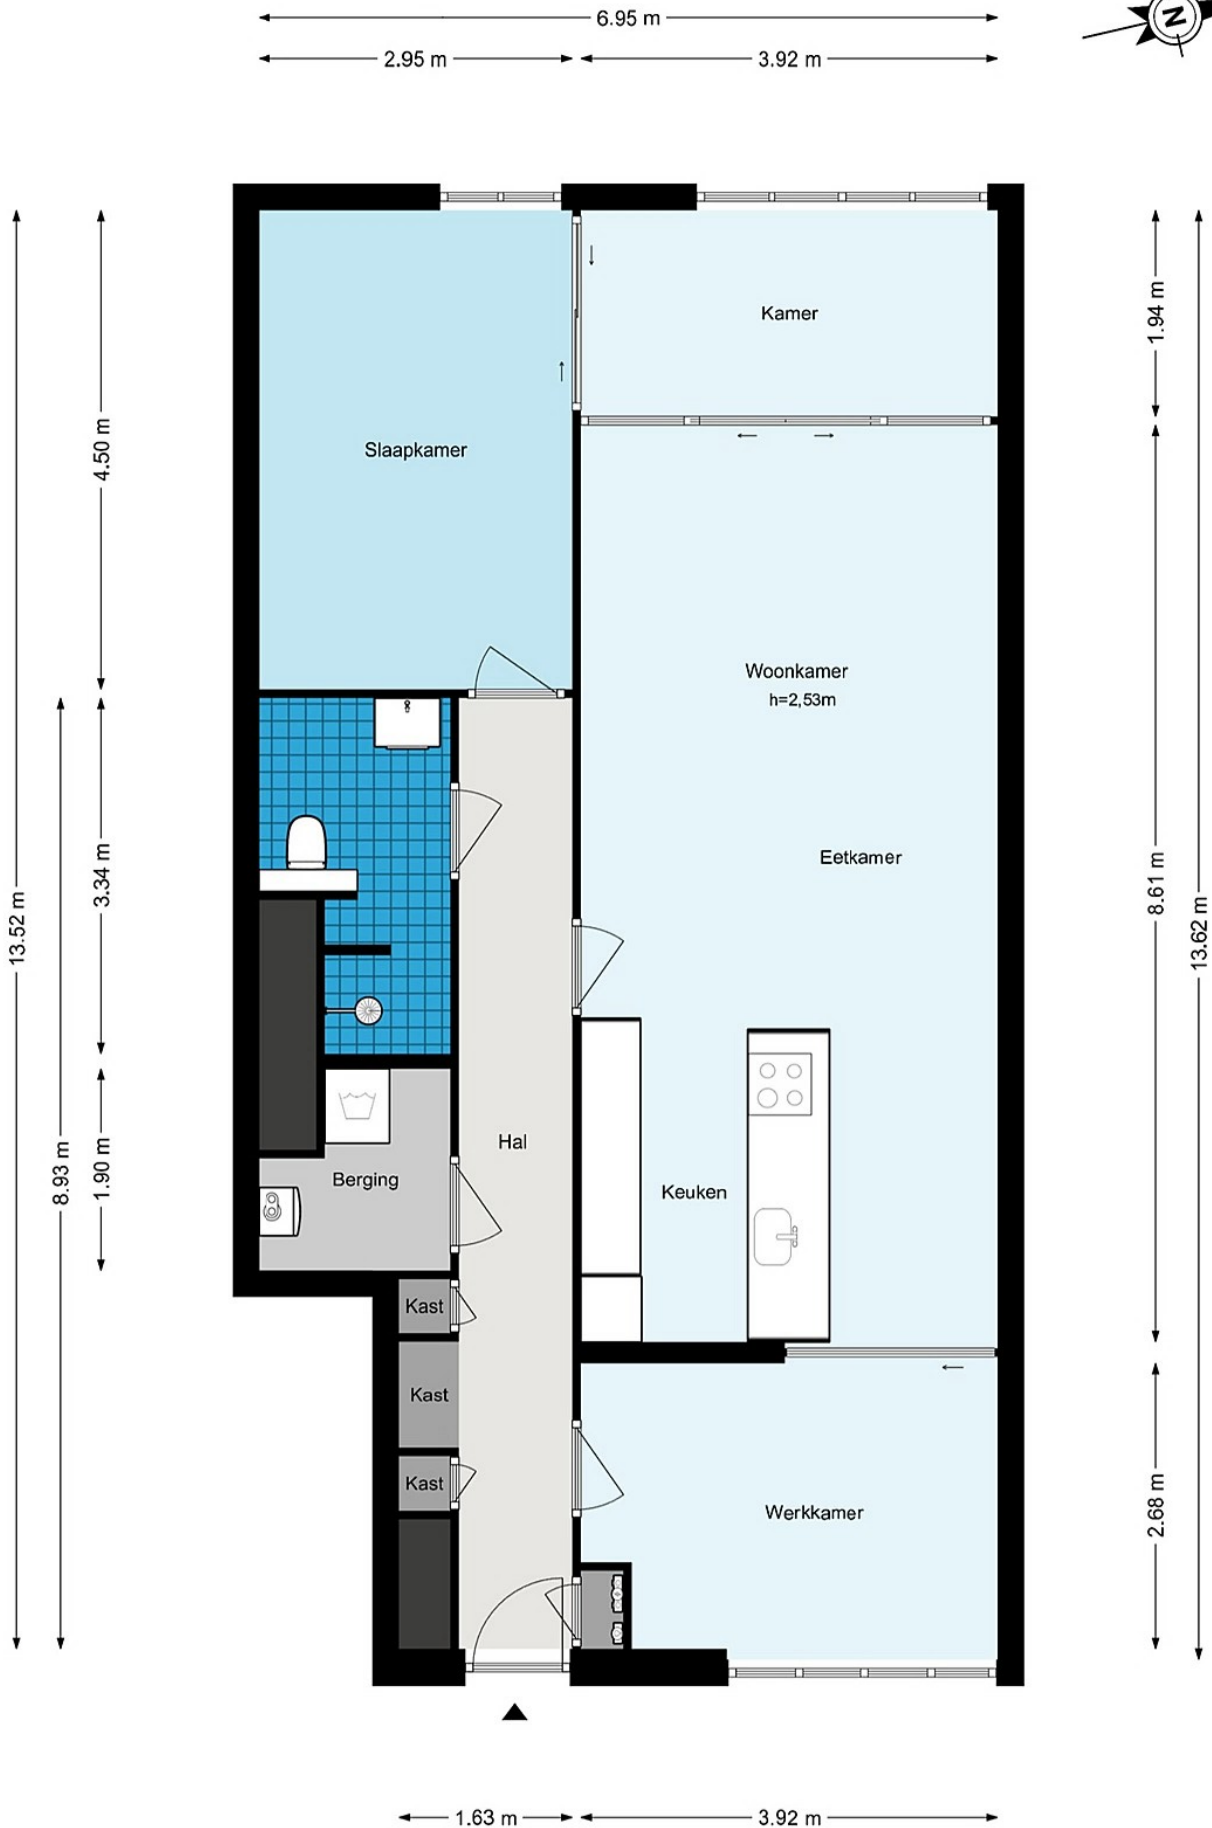 6.95 m
2.95 m
3.92 m
N
Kamer
1.94 m
4.50 m
Slaapkamer
Woonkamer
h=2,53m
Eetkamer
3.34 m
8.61 m
13.52 m
13.62 m
Hal
8.93 m
1.90 m
Berging
Keuken
Kast
Kast
Kast
Werkkamer
2.68 m
1.63 m
3.92 m